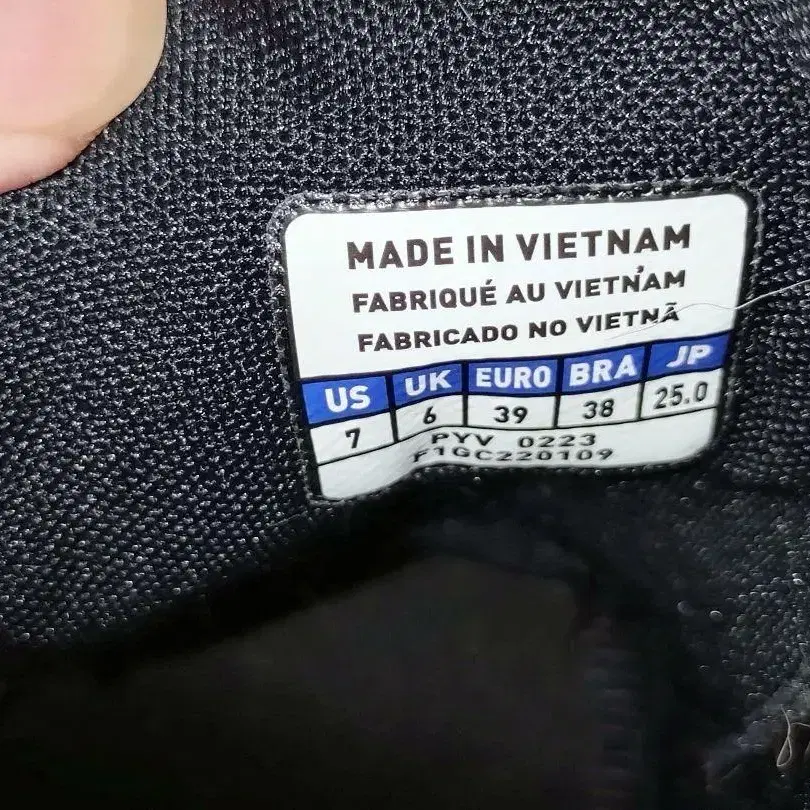 MADE IN VIETNAM
FABRIQUÉ AU VIETNAM
FABRICADO NO VIETNÃ
US UK EURO BRA JP
7 6 39 38 25.0
PYV 0223
F1GC220109